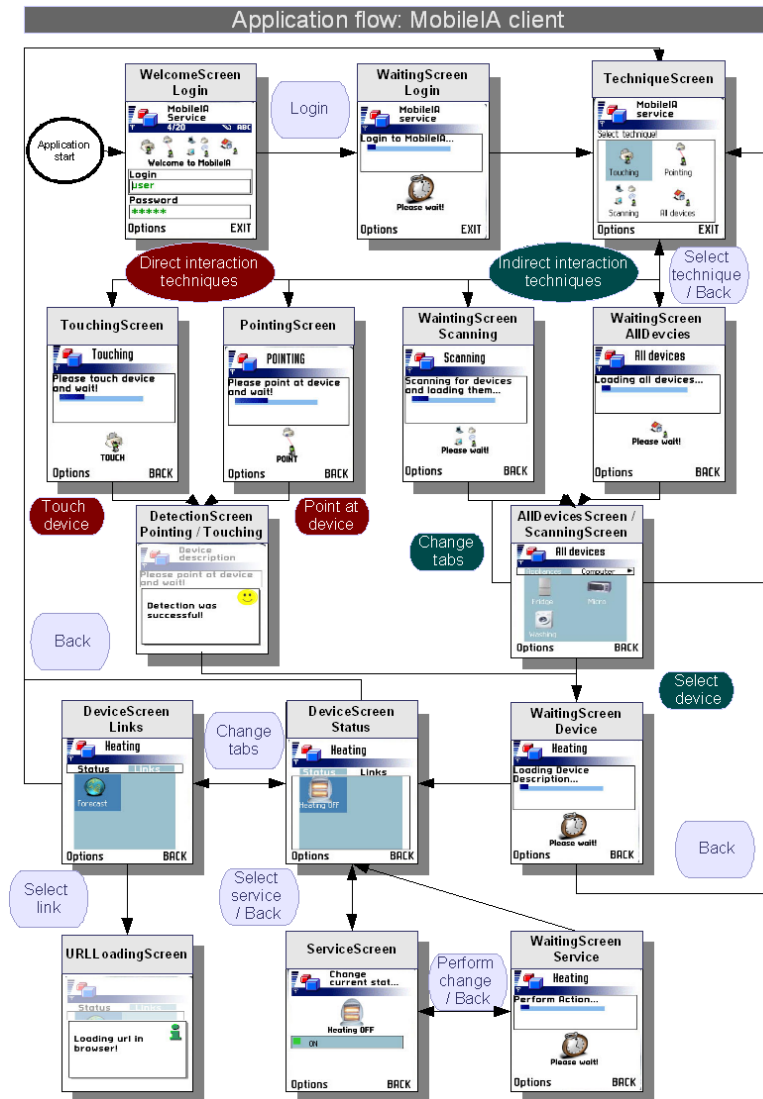 Application flow: MobileIA client
WelcomeScreen
Login
MobileIA
Service
4/20
ABC
Welcome to MobileIA
Login
user
Password
*****
Options EXIT
Application
start
Login
WaitingScreen
Login
MobileIA
service
Login to MobileIA...
Please wait!
Options EXIT
TechniqueScreen
MobileIA
service
Select technique!
Touching Pointing
Scanning All devices
Options EXIT
Direct interaction
techniques
Indirect interaction
techniques
Select
technique
/ Back
TouchingScreen
Touching
Please touch device
and wait!
TOUCH
Options BACK
PointingScreen
POINTING
Please point at device
and wait!
POINT
Options BACK
WaintingScreen
Scanning
Scanning
Scanning for devices
and loading them...
Please wait!
Options BACK
WaitingScreen
AllDevcies
All devices
Loading all devices...
Please wait!
Options BACK
Touch
device
DetectionScreen
Pointing / Touching
Device
description
Please point at device
and wait!
Detection was
successful!
Point at
device
Change
tabs
AllDevicesScreen /
ScanningScreen
All devices
Computer
Fridge Micro
Washing
Options BACK
Back
Select
device
DeviceScreen
Links
Heating
Status Links
Forecast
Options BACK
Change
tabs
DeviceScreen
Status
Heating
Status Links
Heating OFF
Options BACK
WaitingScreen
Device
Heating
Loading Device
Description...
Please wait!
Options BACK
Back
Select
link
Select
service
/ Back
URLLoadingScreen
Status Links
Loading url in
browser!
ServiceScreen
Change
current stat...
Heating OFF
ON
Options BACK
Perform
change
/ Back
WaitingScreen
Service
Heating
Perform Action...
Please wait!
Options BACK